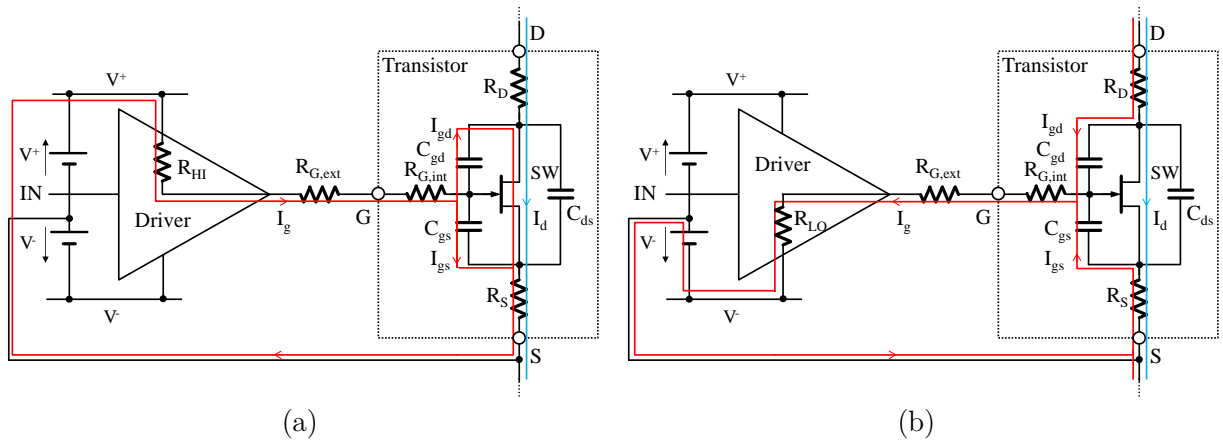 D
Transistor
V⁺
R_D
I_gd
V⁺
C_gd
R_HI
R_G,ext
R_G,int
SW
IN
Driver
I_g
G
I_d
C_ds
V⁻
C_gs
I_gs
R_S
V⁻
S
(a)
D
Transistor
V⁺
R_D
I_gd
V⁺
Driver
C_gd
R_G,ext
R_G,int
SW
IN
I_g
G
I_d
C_ds
V⁻
R_LO
C_gs
I_gs
R_S
V⁻
S
(b)